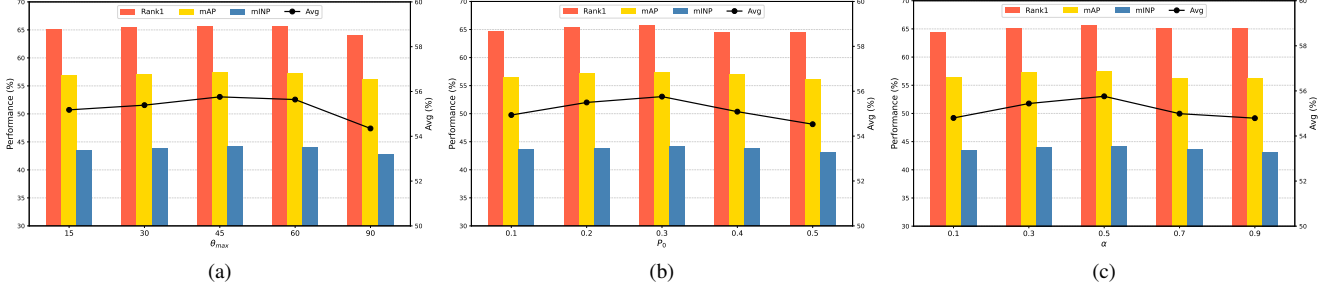 Rank1 mAP mINP Avg
70
65
60
55
50
45
40
35
30
Performance (%)
60
58
56
54
52
50
Avg (%)
15 30 45 60 90
θmax
(a)
Rank1 mAP mINP Avg
70
65
60
55
50
45
40
35
30
Performance (%)
60
58
56
54
52
50
Avg (%)
0.1 0.2 0.3 0.4 0.5
P0
(b)
Rank1 mAP mINP Avg
70
65
60
55
50
45
40
35
30
Performance (%)
60
58
56
54
52
50
Avg (%)
0.1 0.3 0.5 0.7 0.9
α
(c)